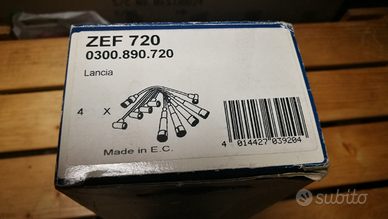 ZEF 720
0300.890.720
Lancia
4 X
Made in E.C.
4 014427 039204
subito